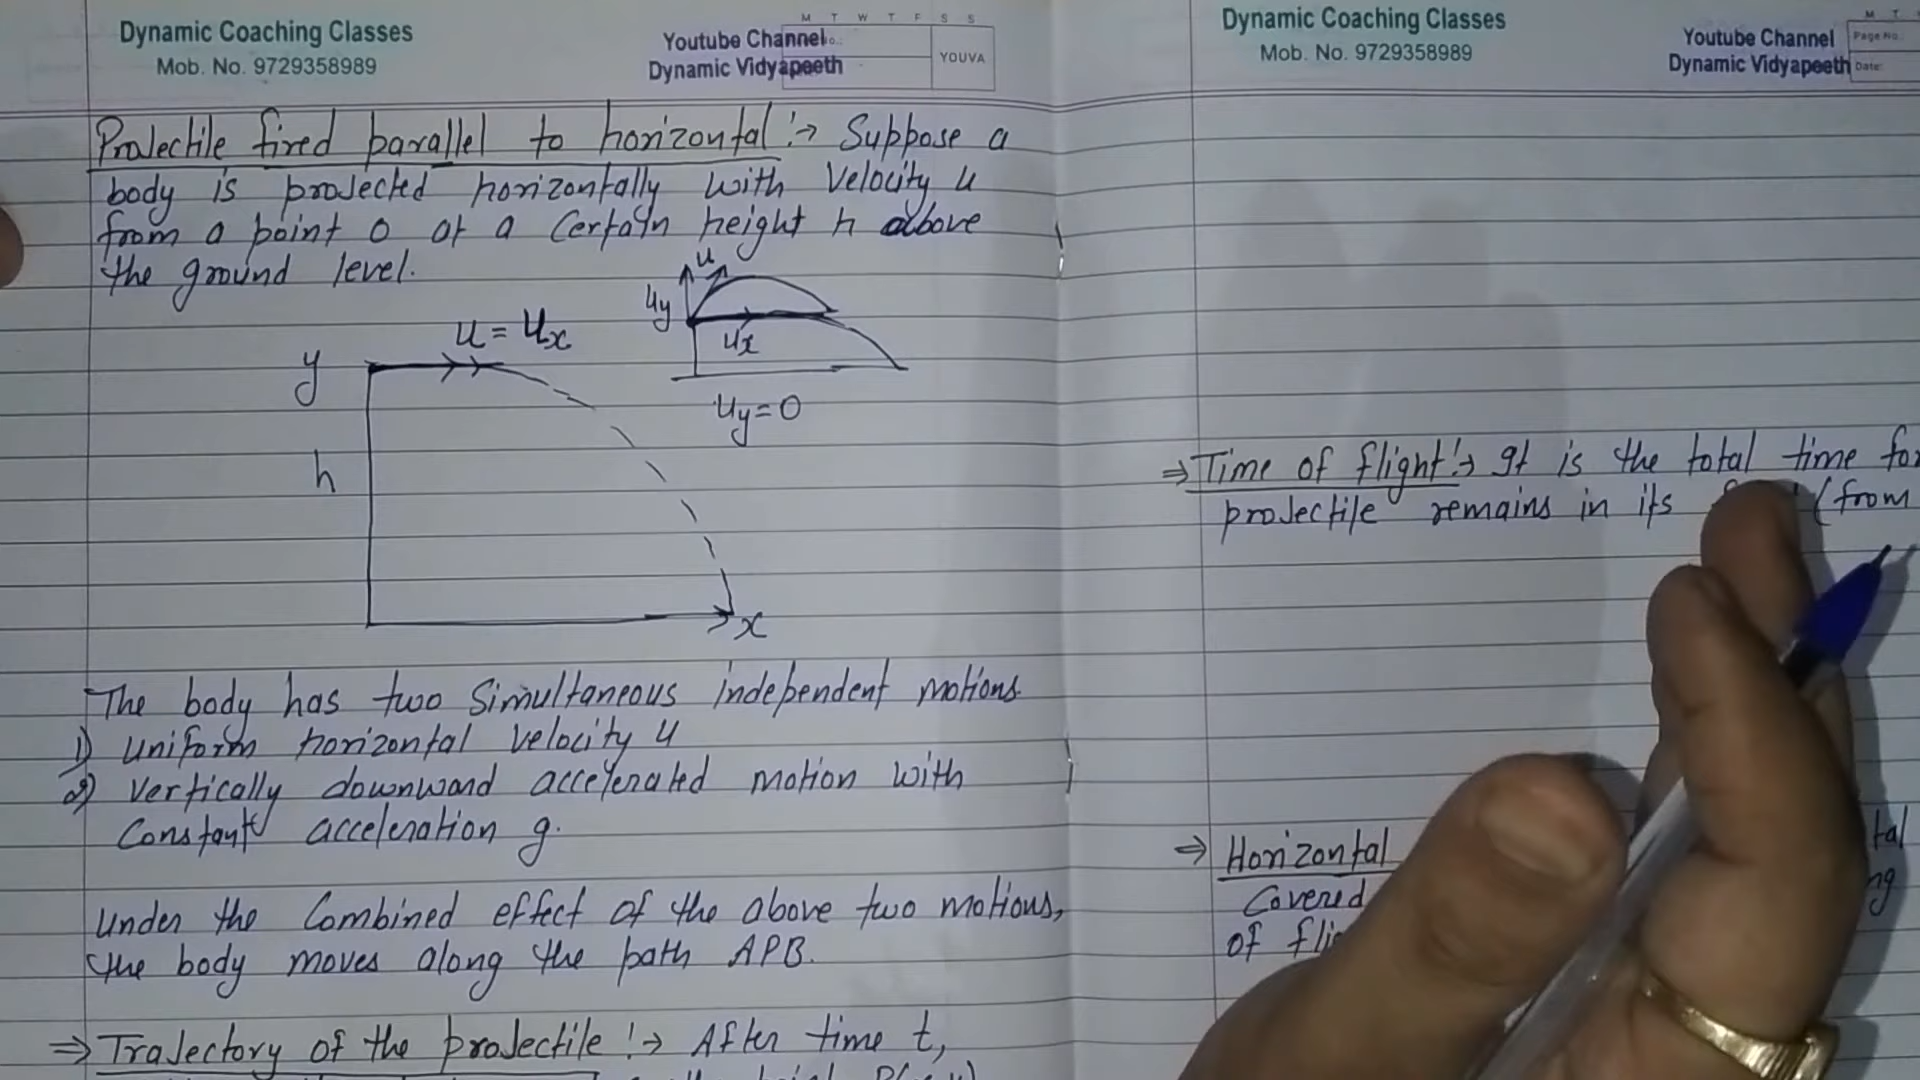 Dynamic Coaching Classes
Mob. No. 9729358989
M T W T F S S
Youtube Channel
Dynamic Vidyapeeth
YOUVA
Projectile fired parallel to horizontal :→ Suppose a
body is projected horizontally with velocity u
from a point O at a certain height h above
the ground level.
u
uy
ux
uy=0
u = ux
y
h
x
The body has two simultaneous independent motions
1) uniform horizontal velocity u
2) vertically downward accelerated motion with
constant acceleration g.
under the combined effect of the above two motions,
the body moves along the path APB.
⇒ Trajectory of the projectile :→ After time t,
Dynamic Coaching Classes
Mob. No. 9729358989
M T
Youtube Channel
Dynamic Vidyapeeth
Page No.
Date:
⇒ Time of flight :→ It is the total time for
projectile remains in its (from
⇒ Horizontal
Covered
of